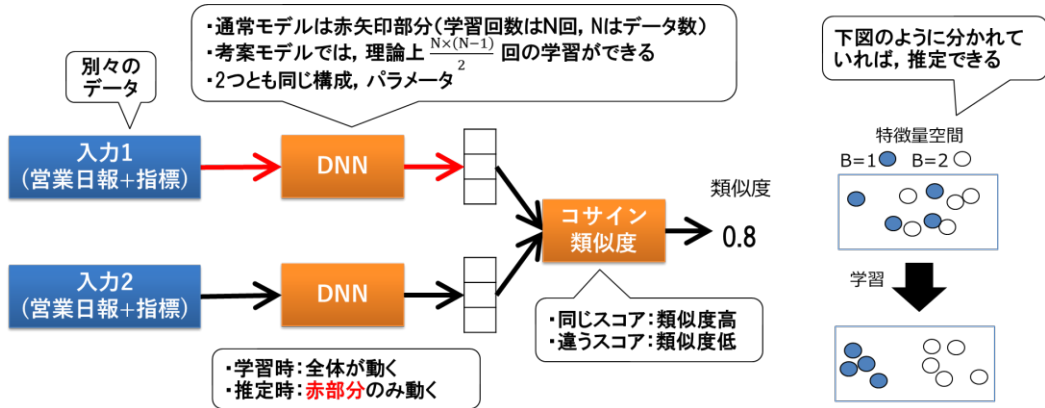 ・通常モデルは赤矢印部分（学習回数はN回, Nはデータ数）
・考案モデルでは, 理論上 N×(N−1)/2 回の学習ができる
・2つとも同じ構成, パラメータ
別々の
データ
入力1
(営業日報+指標)
DNN
入力2
(営業日報+指標)
DNN
コサイン
類似度
類似度
0.8
・同じスコア：類似度高
・違うスコア：類似度低
・学習時：全体が動く
・推定時：赤部分のみ動く
下図のように分かれて
いれば, 推定できる
特徴量空間
B=1 B=2
学習